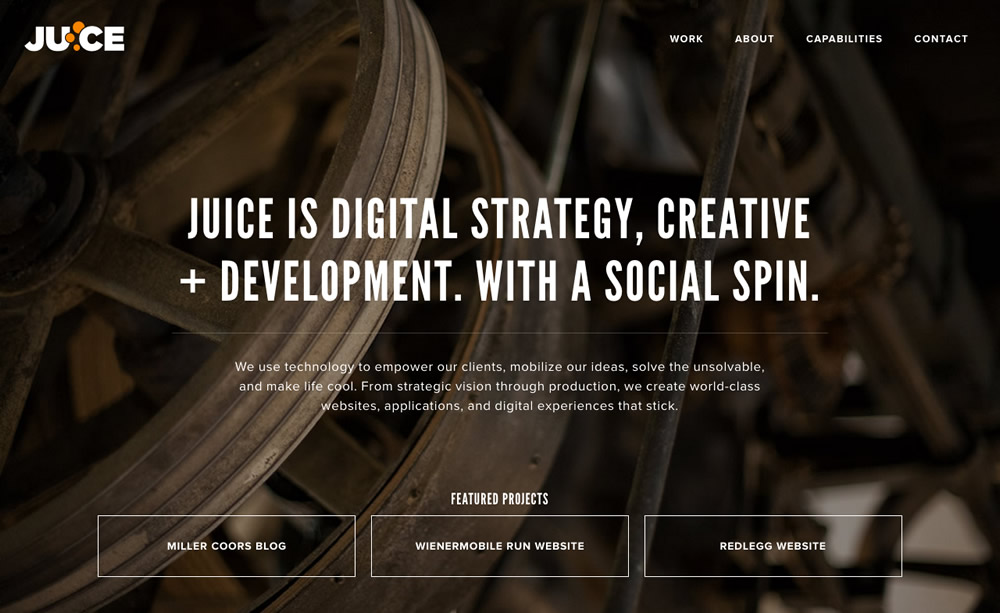 JUICE
WORK ABOUT CAPABILITIES CONTACT
JUICE IS DIGITAL STRATEGY, CREATIVE
+ DEVELOPMENT. WITH A SOCIAL SPIN.
We use technology to empower our clients, mobilize our ideas, solve the unsolvable,
and make life cool. From strategic vision through production, we create world-class
websites, applications, and digital experiences that stick.
FEATURED PROJECTS
MILLER COORS BLOG WIENERMOBILE RUN WEBSITE REDLEGG WEBSITE